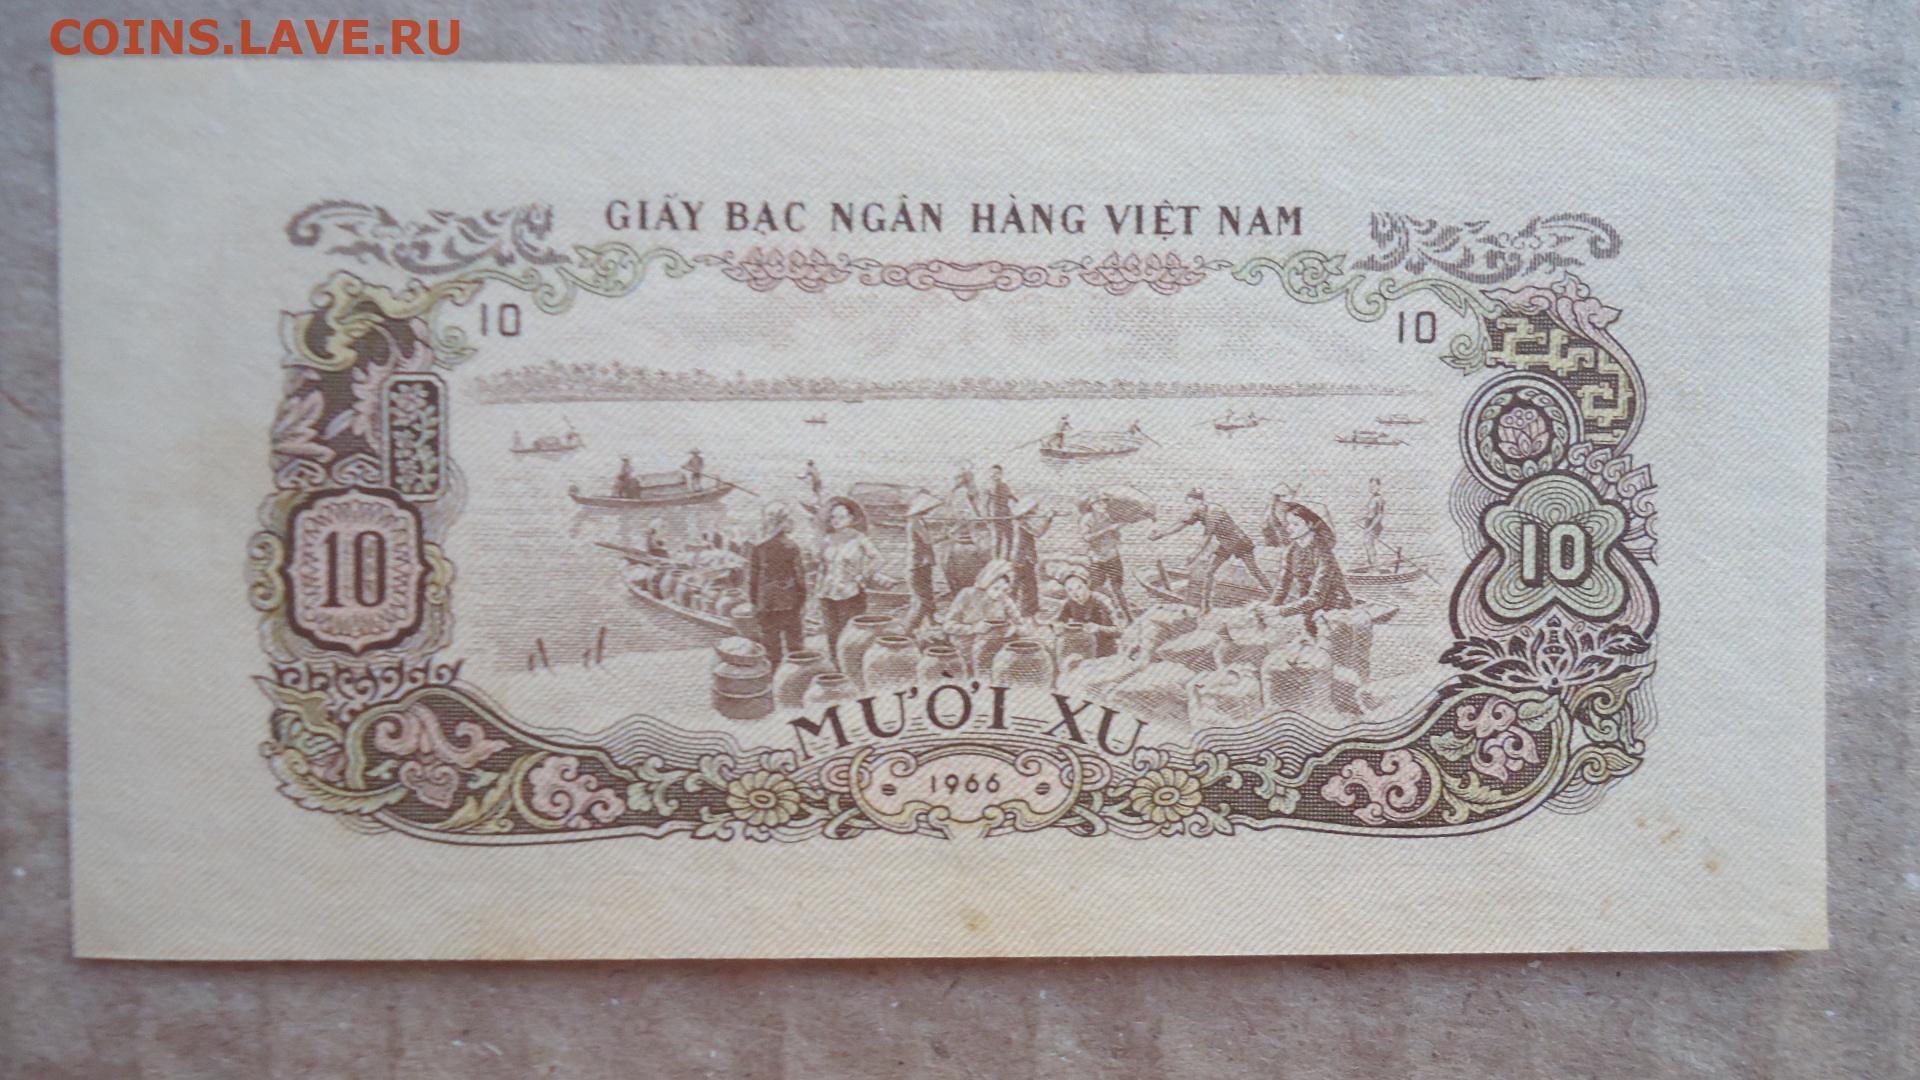 COINS.LAVE.RU
GIẤY BẠC NGÂN HÀNG VIỆT NAM
10 10
10 10
MƯỜI XU
1966